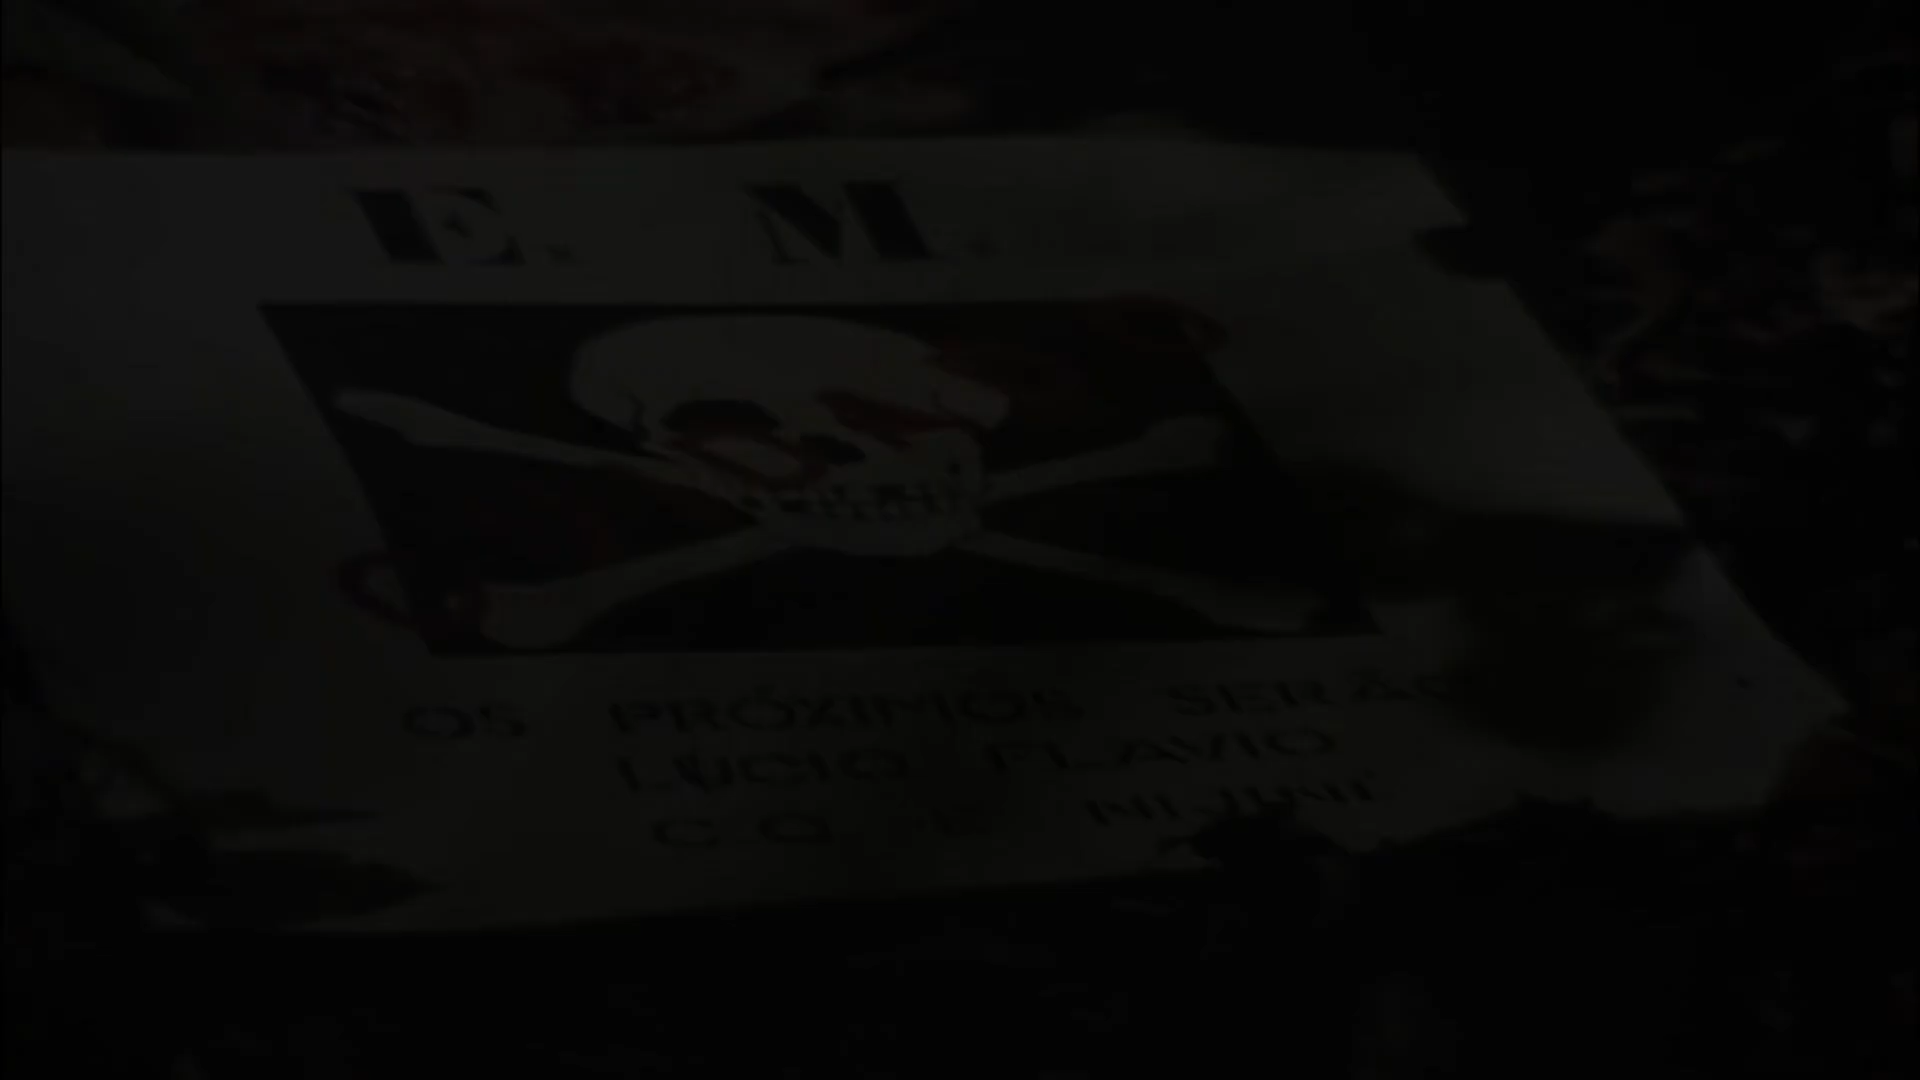 E. M.
OS PRÓXIMOS SERÃO
LÚCIO FLÁVIO